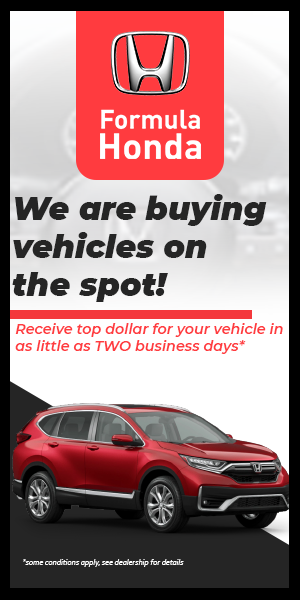 Formula
Honda
We are buying
vehicles on
the spot!
Receive top dollar for your vehicle in
as little as TWO business days*
*some conditions apply, see dealership for details